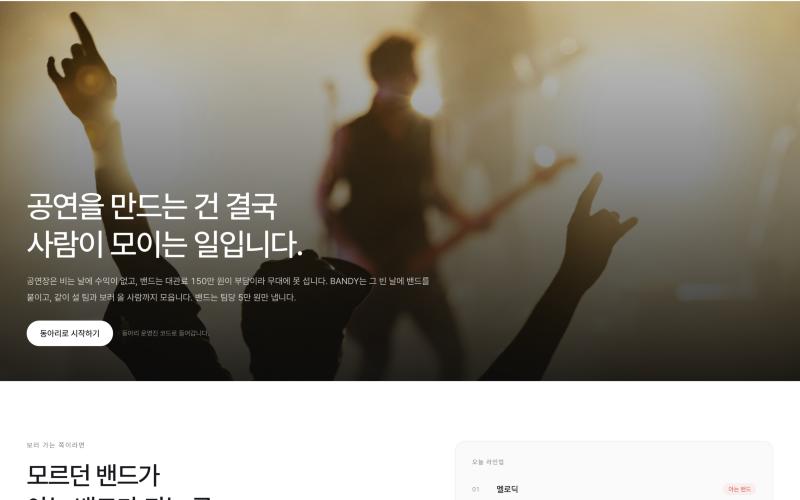 공연을 만드는 건 결국
사람이 모이는 일입니다.
공연장은 비는 날에 수익이 없고, 밴드는 대관료 150만 원이 부담이라 무대에 못 섭니다. BANDY는 그 빈 날에 밴드를
붙이고, 같이 설 팀과 보러 올 사람까지 모읍니다. 밴드는 팀당 5만 원만 냅니다.
동아리로 시작하기
동아리 운영진 코드로 들어갑니다.
보러 가는 쪽이라면
모르던 밴드가
오늘 라인업
01
멜로딕
아는 밴드